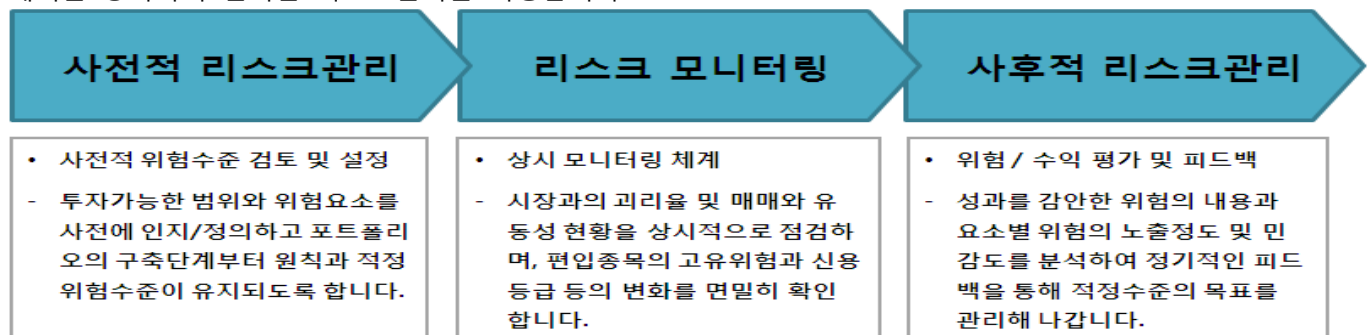 사전적 리스크관리
리스크 모니터링
사후적 리스크관리
• 사전적 위험수준 검토 및 설정
- 투자가능한 범위와 위험요소를
사전에 인지/정의하고 포트폴리
오의 구축단계부터 원칙과 적정
위험수준이 유지되도록 합니다.
• 상시 모니터링 체계
- 시장과의 괴리율 및 매매와 유
동성 현황을 상시적으로 점검하
며, 편입종목의 고유위험과 신용
등급 등의 변화를 면밀히 확인
합니다.
• 위험 / 수익 평가 및 피드백
- 성과를 감안한 위험의 내용과
요소별 위험의 노출정도 및 민
감도를 분석하여 정기적인 피드
백을 통해 적정수준의 목표를
관리해 나갑니다.